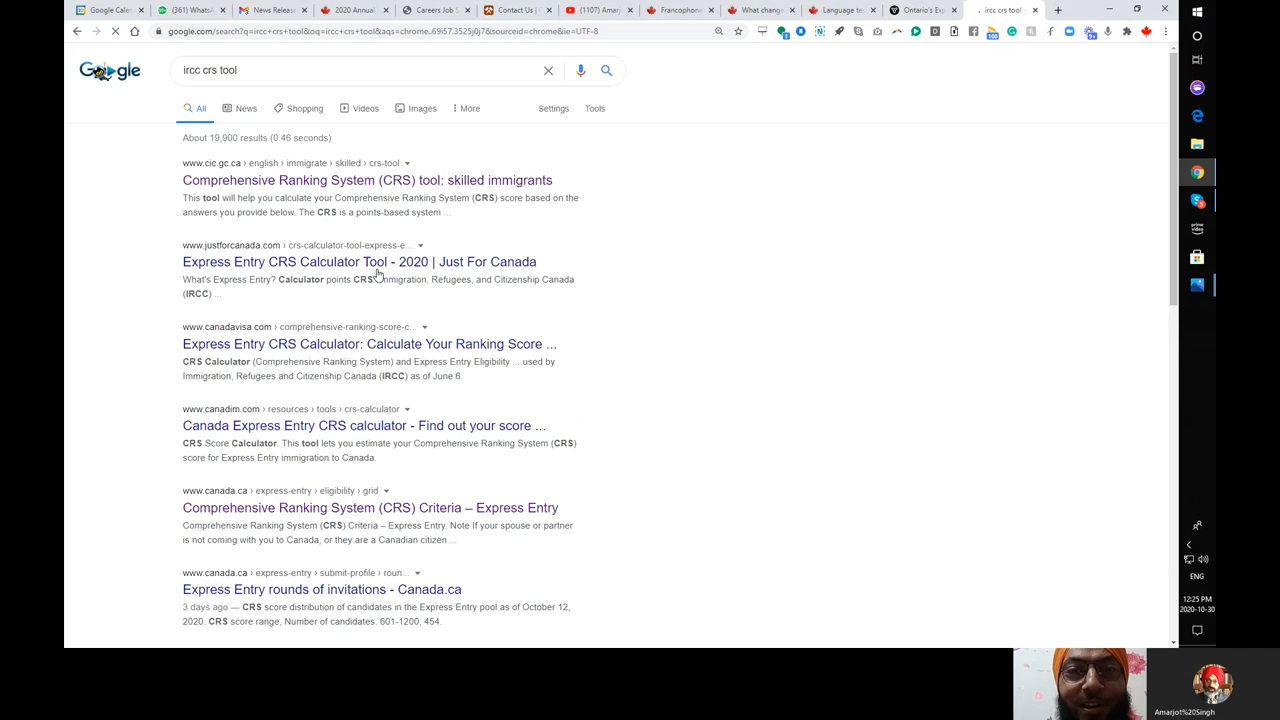 Google Cale
(361) WhatsA
News Releas
2020 Annual
Careers Job S
Contact Us | C
(1107) Amarj
Francophone
What change
Language tes
Ontario's Exp
ircc crs tool -
google.com/search?q=ircc+crs+tool&oq=ircc+crs+tool&aqs=chrome..69i57.3525j0j7&sourceid=chrome&ie=UTF-8
Google
ircc crs tool
All News Shopping Videos Images More Settings Tools
About 19,900 results (0.46 seconds)
www.cic.gc.ca › english › immigrate › skilled › crs-tool
Comprehensive Ranking System (CRS) tool: skilled immigrants
This tool will help you calculate your Comprehensive Ranking System (CRS) score based on the
answers you provide below. The CRS is a points-based system ...
www.justforcanada.com › crs-calculator-tool-express-e...
Express Entry CRS Calculator Tool - 2020 | Just For Canada
What's Express Entry? Calculator points CRS Immigration, Refugees, and Citizenship Canada
(IRCC) ...
www.canadavisa.com › comprehensive-ranking-score-c...
Express Entry CRS Calculator: Calculate Your Ranking Score ...
CRS Calculator (Comprehensive Ranking System) and Express Entry Eligibility ... used by
Immigration, Refugees and Citizenship Canada (IRCC) as of June 6.
www.canadim.com › resources › tools › crs-calculator
Canada Express Entry CRS calculator - Find out your score ...
CRS Score Calculator. This tool lets you estimate your Comprehensive Ranking System (CRS)
score for Express Entry immigration to Canada.
www.canada.ca › express-entry › eligibility › grid
Comprehensive Ranking System (CRS) Criteria – Express Entry
Comprehensive Ranking System (CRS) Criteria – Express Entry. Note If your spouse or partner
is not coming with you to Canada, or they are a Canadian citizen ...
www.canada.ca › express-entry › submit-profile › roun...
Express Entry rounds of invitations - Canada.ca
3 days ago — CRS score distribution of candidates in the Express Entry pool as of October 12,
2020. CRS score range, Number of candidates. 601-1200, 454.
prime video
ENG
12:25 PM
2020-10-30
Amarjot%20Singh